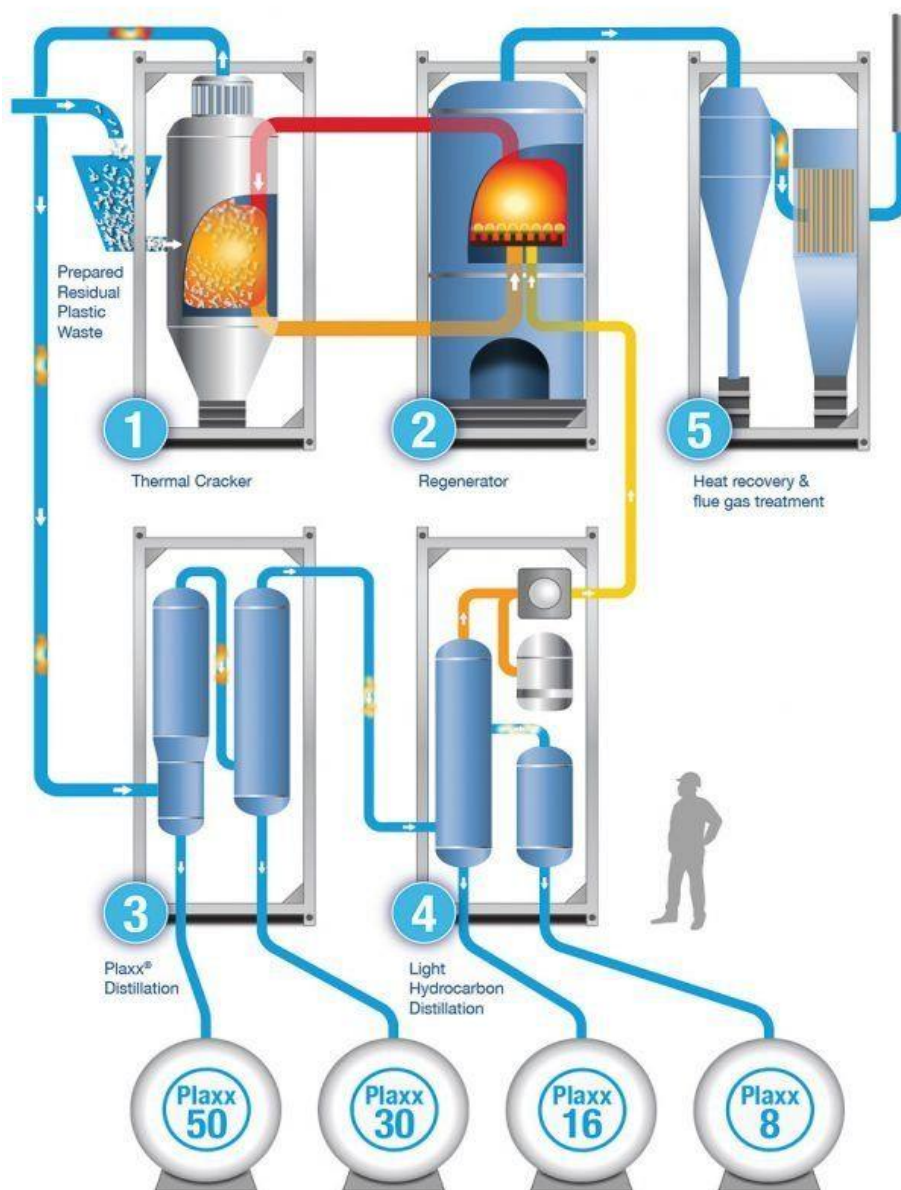 Prepared
Residual
Plastic
Waste
1
Thermal Cracker
2
Regenerator
5
Heat recovery &
flue gas treatment
3
Plaxx®
Distillation
4
Light
Hydrocarbon
Distillation
Plaxx
50
Plaxx
30
Plaxx
16
Plaxx
8